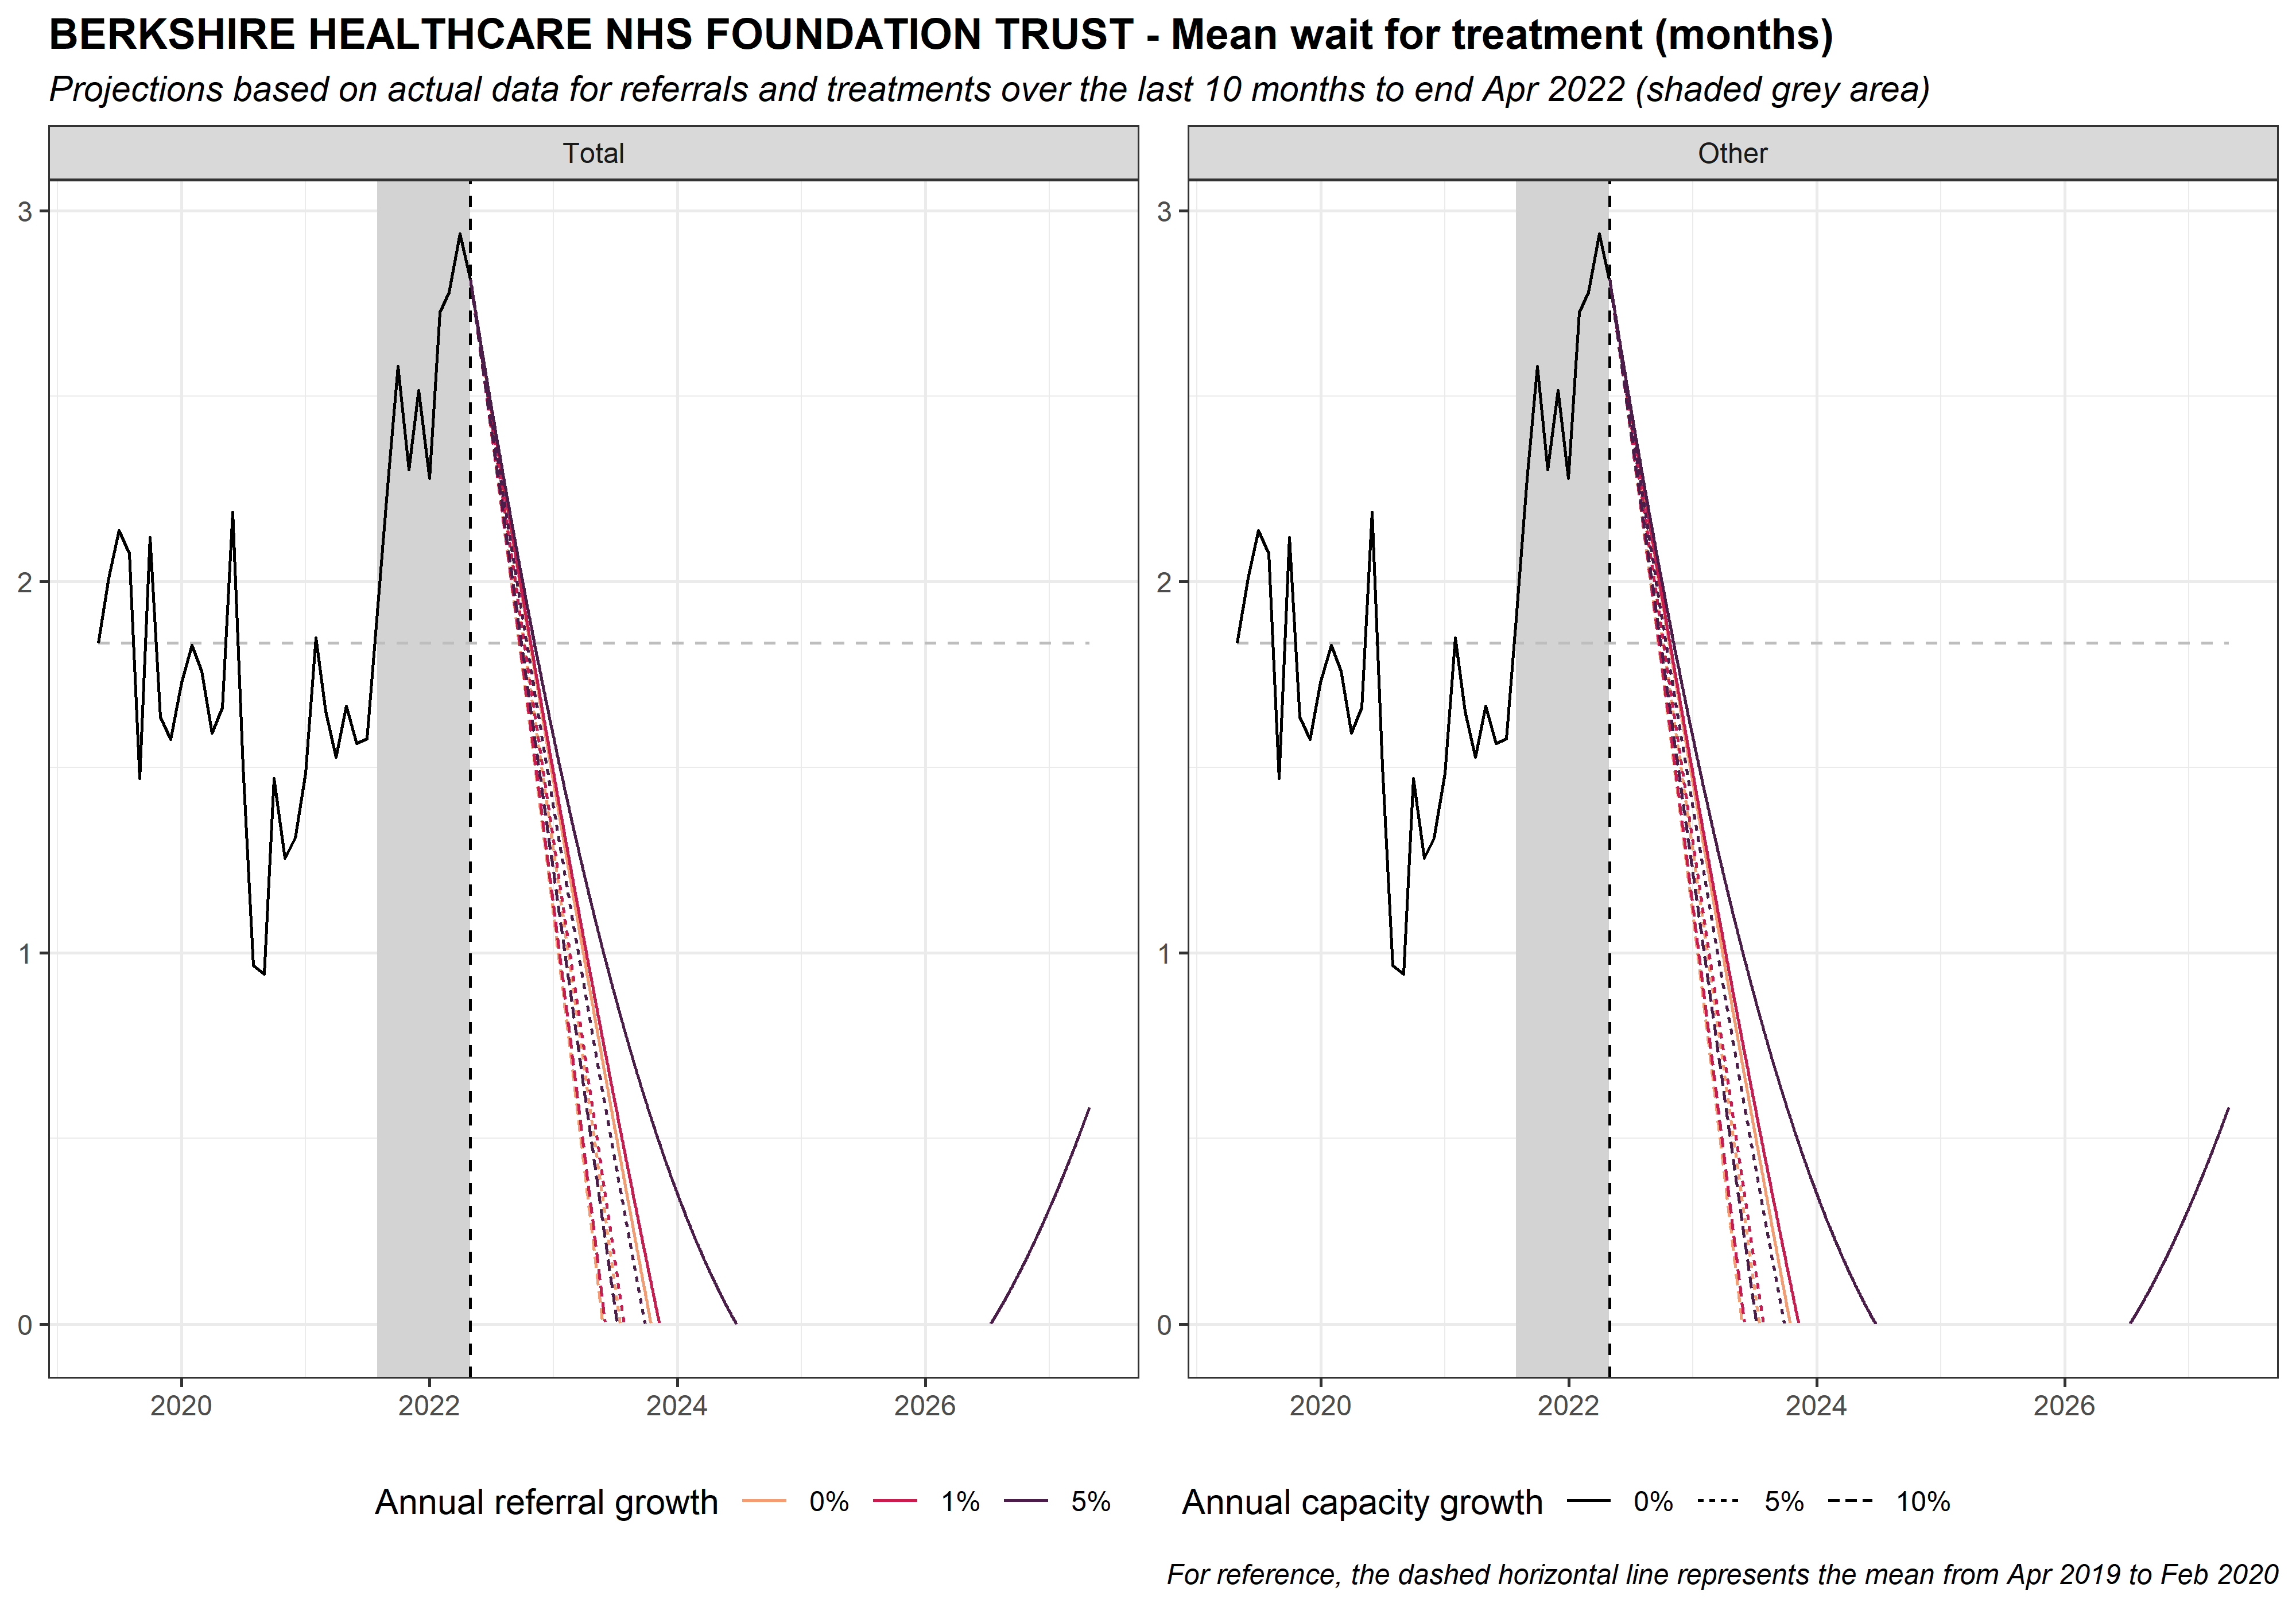 BERKSHIRE HEALTHCARE NHS FOUNDATION TRUST - Mean wait for treatment (months)
Projections based on actual data for referrals and treatments over the last 10 months to end Apr 2022 (shaded grey area)
Total Other
3 3
2 2
1 1
0 0
2020 2022 2024 2026 2020 2022 2024 2026
Annual referral growth 0% 1% 5% Annual capacity growth 0% 5% 10%
For reference, the dashed horizontal line represents the mean from Apr 2019 to Feb 2020